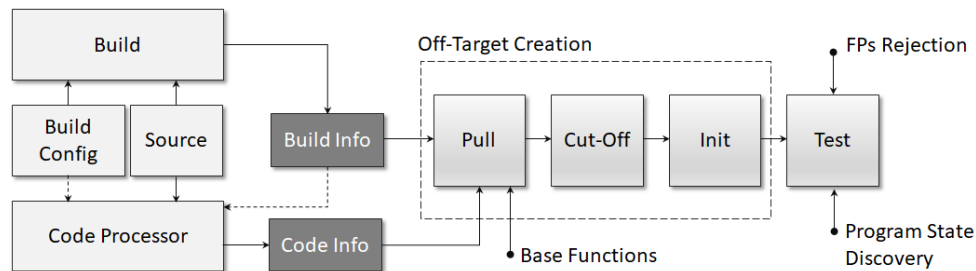 Build
Off-Target Creation
FPs Rejection
Build
Config
Source
Build Info
Pull
Cut-Off
Init
Test
Code Processor
Code Info
Base Functions
Program State
Discovery